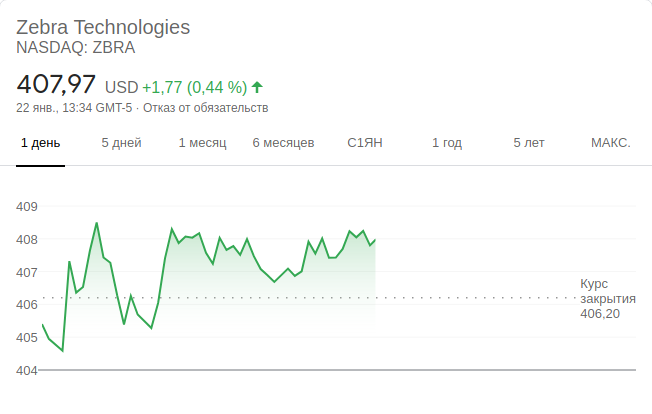 Zebra Technologies
NASDAQ: ZBRA
407,97 USD +1,77 (0,44 %)
22 янв., 13:34 GMT-5 · Отказ от обязательств
1 день 5 дней 1 месяц 6 месяцев С1ЯН 1 год 5 лет МАКС.
409
408
407
406
405
404
Курс
закрытия
406,20